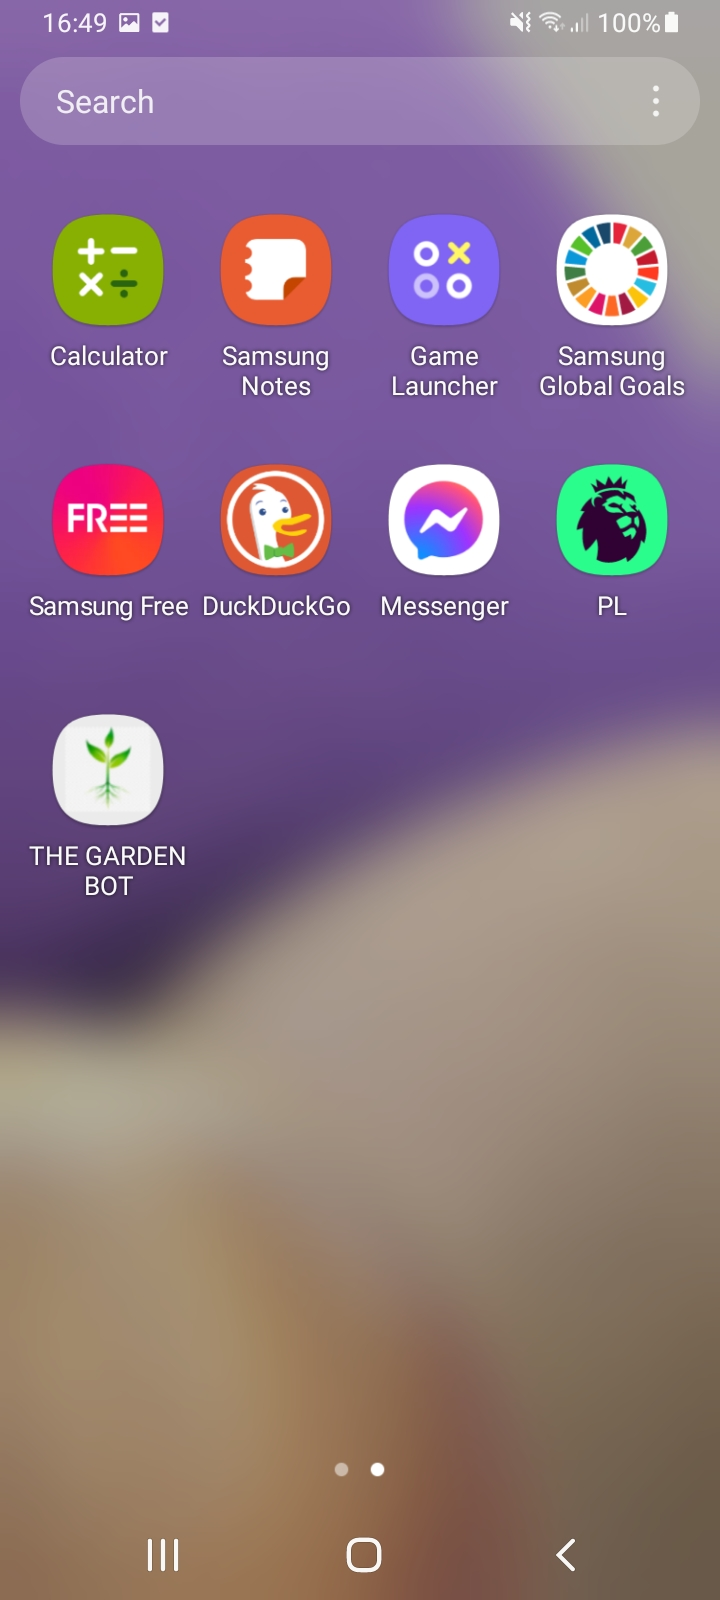 16:49 100%
Search
Calculator
Samsung Notes
Game Launcher
Samsung Global Goals
FREE
Samsung Free
DuckDuckGo
Messenger
PL
THE GARDEN BOT